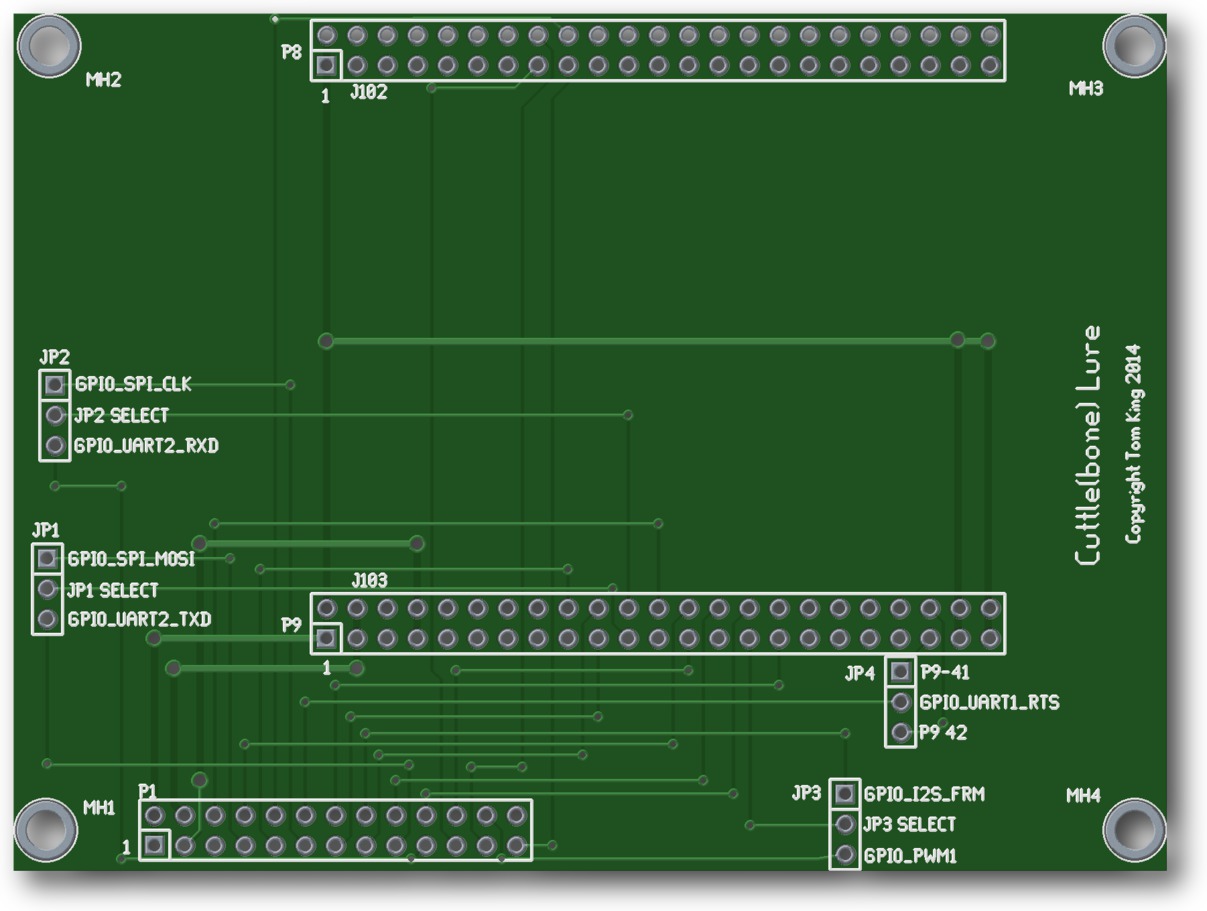 P8
MH2
MH3
1
J102
JP2
GPIO_SPI_CLK
JP2 SELECT
GPIO_UART2_RXD
Cuttle(bone) Lure
Copyright Tom King 2014
JP1
GPIO_SPI_MOSI
JP1 SELECT
GPIO_UART2_TXD
J103
P9
1
JP4
P9-41
GPIO_UART1_RTS
P9 42
P1
MH1
1
JP3
GPIO_I2S_FRM
JP3 SELECT
GPIO_PWM1
MH4